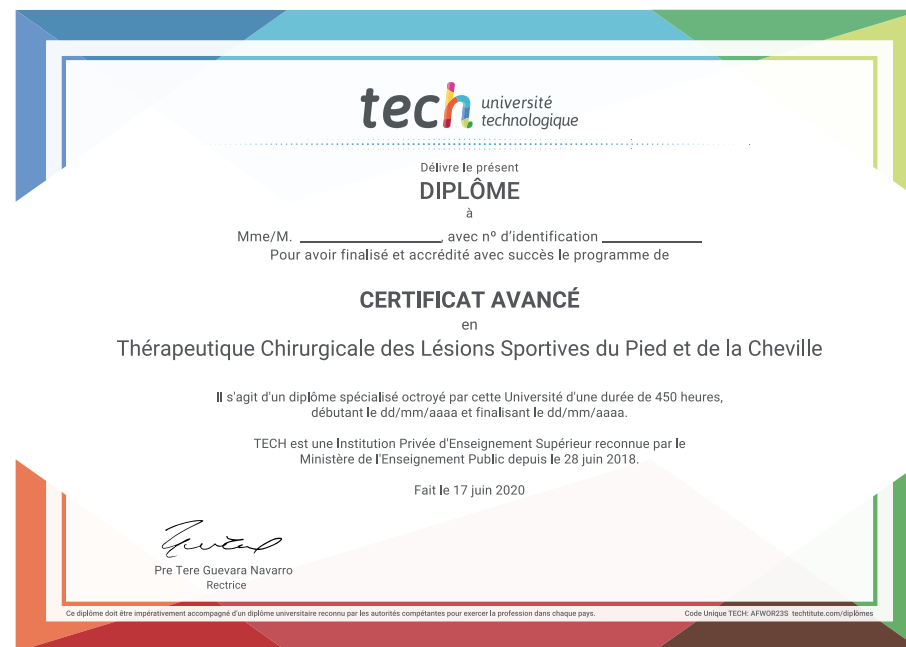 tech université
technologique
Délivre le présent
DIPLÔME
à
Mme/M. ____________, avec nº d'identification ____________
Pour avoir finalisé et accrédité avec succès le programme de
CERTIFICAT AVANCÉ
en
Thérapeutique Chirurgicale des Lésions Sportives du Pied et de la Cheville
Il s'agit d'un diplôme spécialisé octroyé par cette Université d'une durée de 450 heures,
débutant le dd/mm/aaaa et finalisant le dd/mm/aaaa.
TECH est une Institution Privée d'Enseignement Supérieur reconnue par le
Ministère de l'Enseignement Public depuis le 28 juin 2018.
Fait le 17 juin 2020
Pre Tere Guevara Navarro
Rectrice
Ce diplôme doit être impérativement accompagné d'un diplôme universitaire reconnu par les autorités compétentes pour exercer la profession dans chaque pays.
Code Unique TECH: AFWOR23S techtitute.com/diplômes